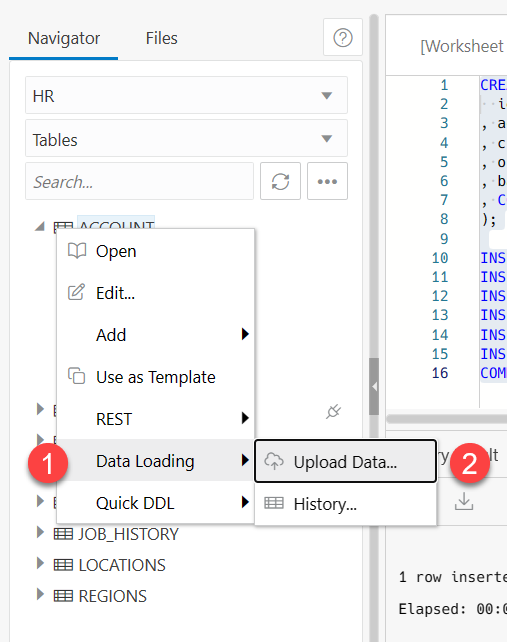 Navigator Files
[Worksheet
HR
Tables
Search...
ACCOUNT
Open
Edit...
Add
Use as Template
REST
1 Data Loading
Upload Data... 2
Quick DDL
History...
JOB_HISTORY
LOCATIONS
REGIONS
1 CREA
2 i
3 , a
4 , c
5 , o
6 , b
7 , C
8 );
9
10 INS
11 INS
12 INS
13 INS
14 INS
15 INS
16 COM
1 row inserte
Elapsed: 00:0